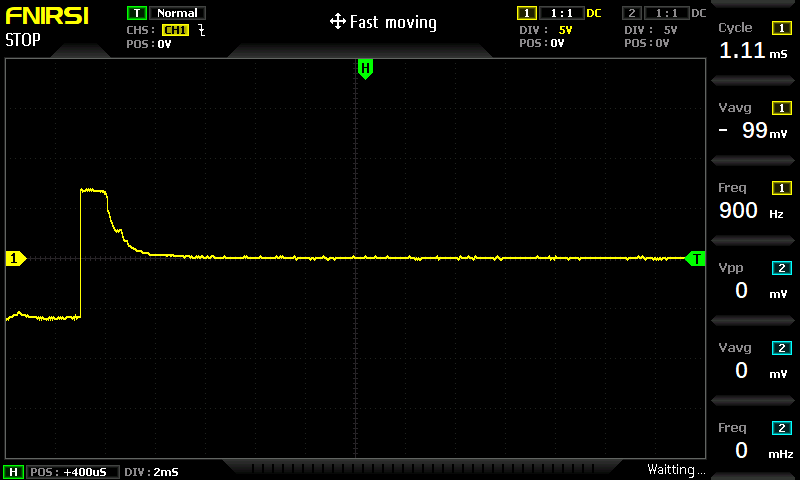 FNIRSI
STOP
T Normal
CHS: CH1
POS: 0V
Fast moving
1 1:1 DC
DIV: 5V
POS: 0V
2 1:1 DC
DIV: 5V
POS: 0V
H
1
T
Cycle 1
1.11 mS
Vavg 1
- 99 mV
Freq 1
900 Hz
Vpp 2
0 mV
Vavg 2
0 mV
Freq 2
0 mHz
H POS: +400uS DIV: 2mS
Waitting...